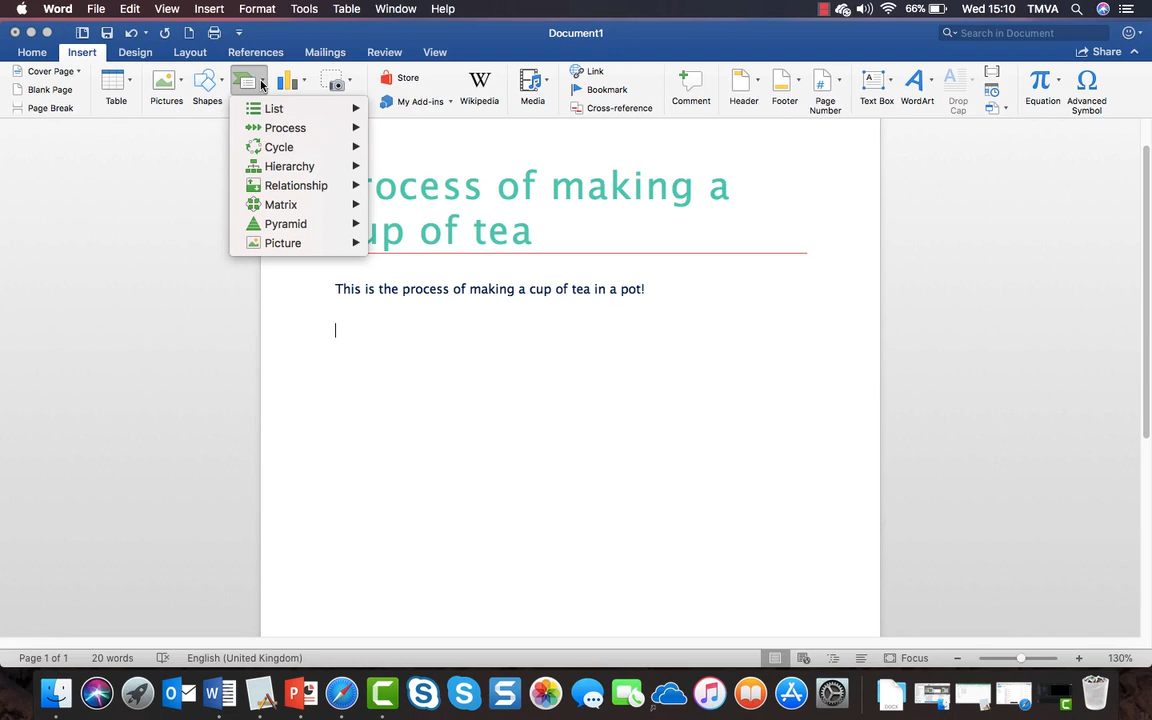 Word File Edit View Insert Format Tools Table Window Help 66% Wed 15:10 TMVA
Document1
Search in Document
Home Insert Design Layout References Mailings Review View Share
Cover Page
Blank Page
Page Break
Table
Pictures
Shapes
Store
My Add-ins
W
Wikipedia
Media
Link
Bookmark
Cross-reference
Comment
Header
Footer
#
Page
Number
A
Text Box
A
WordArt
A
Drop
Cap
π
Equation
Ω
Advanced
Symbol
List
Process
Cycle
Hierarchy
Relationship
Matrix
Pyramid
Picture
rocess of making a
up of tea
This is the process of making a cup of tea in a pot!
Page 1 of 1 20 words English (United Kingdom) Focus 130%